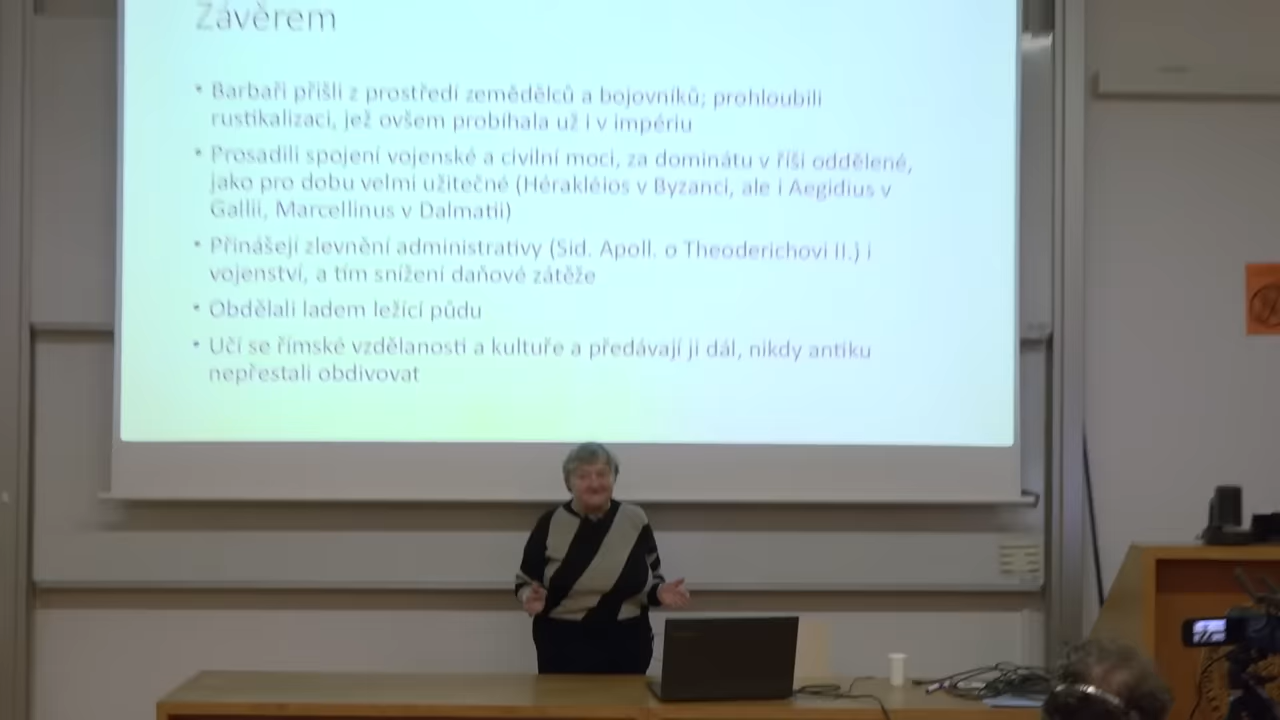 Závěrem
• Barbaři přišli z prostředí zemědělců a bojovníků; prohloubili
rustikalizaci, jež ovšem probíhala už i v impériu
• Prosadili spojení vojenské a civilní moci, za dominátu v říši oddělené,
jako pro dobu velmi užitečné (Hérakléios v Byzanci, ale i Aegidius v
Gallii, Marcellinus v Dalmatii)
• Přinášejí zlevnění administrativy (Sid. Apoll. o Theoderichovi II.) i
vojenství, a tím snížení daňové zátěže
• Obdělali ladem ležící půdu
• Učí se římské vzdělanosti a kultuře a předávají ji dál, nikdy antiku
nepřestali obdivovat